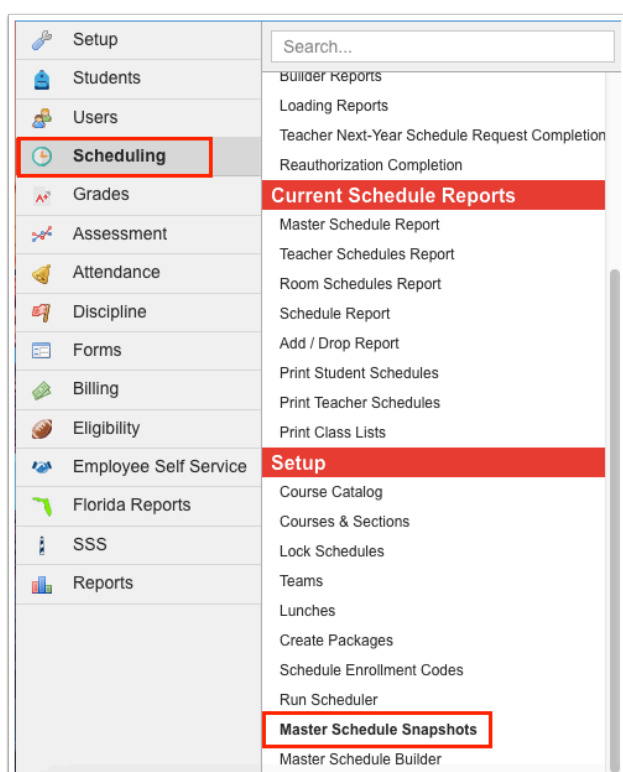 Setup
Students
Users
Scheduling
Grades
A+
Assessment
Attendance
Discipline
Forms
Billing
Eligibility
Employee Self Service
Florida Reports
SSS
Reports
Search...
Builder Reports
Loading Reports
Teacher Next-Year Schedule Request Completion
Reauthorization Completion
Current Schedule Reports
Master Schedule Report
Teacher Schedules Report
Room Schedules Report
Schedule Report
Add / Drop Report
Print Student Schedules
Print Teacher Schedules
Print Class Lists
Setup
Course Catalog
Courses & Sections
Lock Schedules
Teams
Lunches
Create Packages
Schedule Enrollment Codes
Run Scheduler
Master Schedule Snapshots
Master Schedule Builder